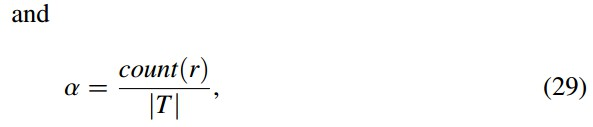 and
α = count(r) / |T| , (29)